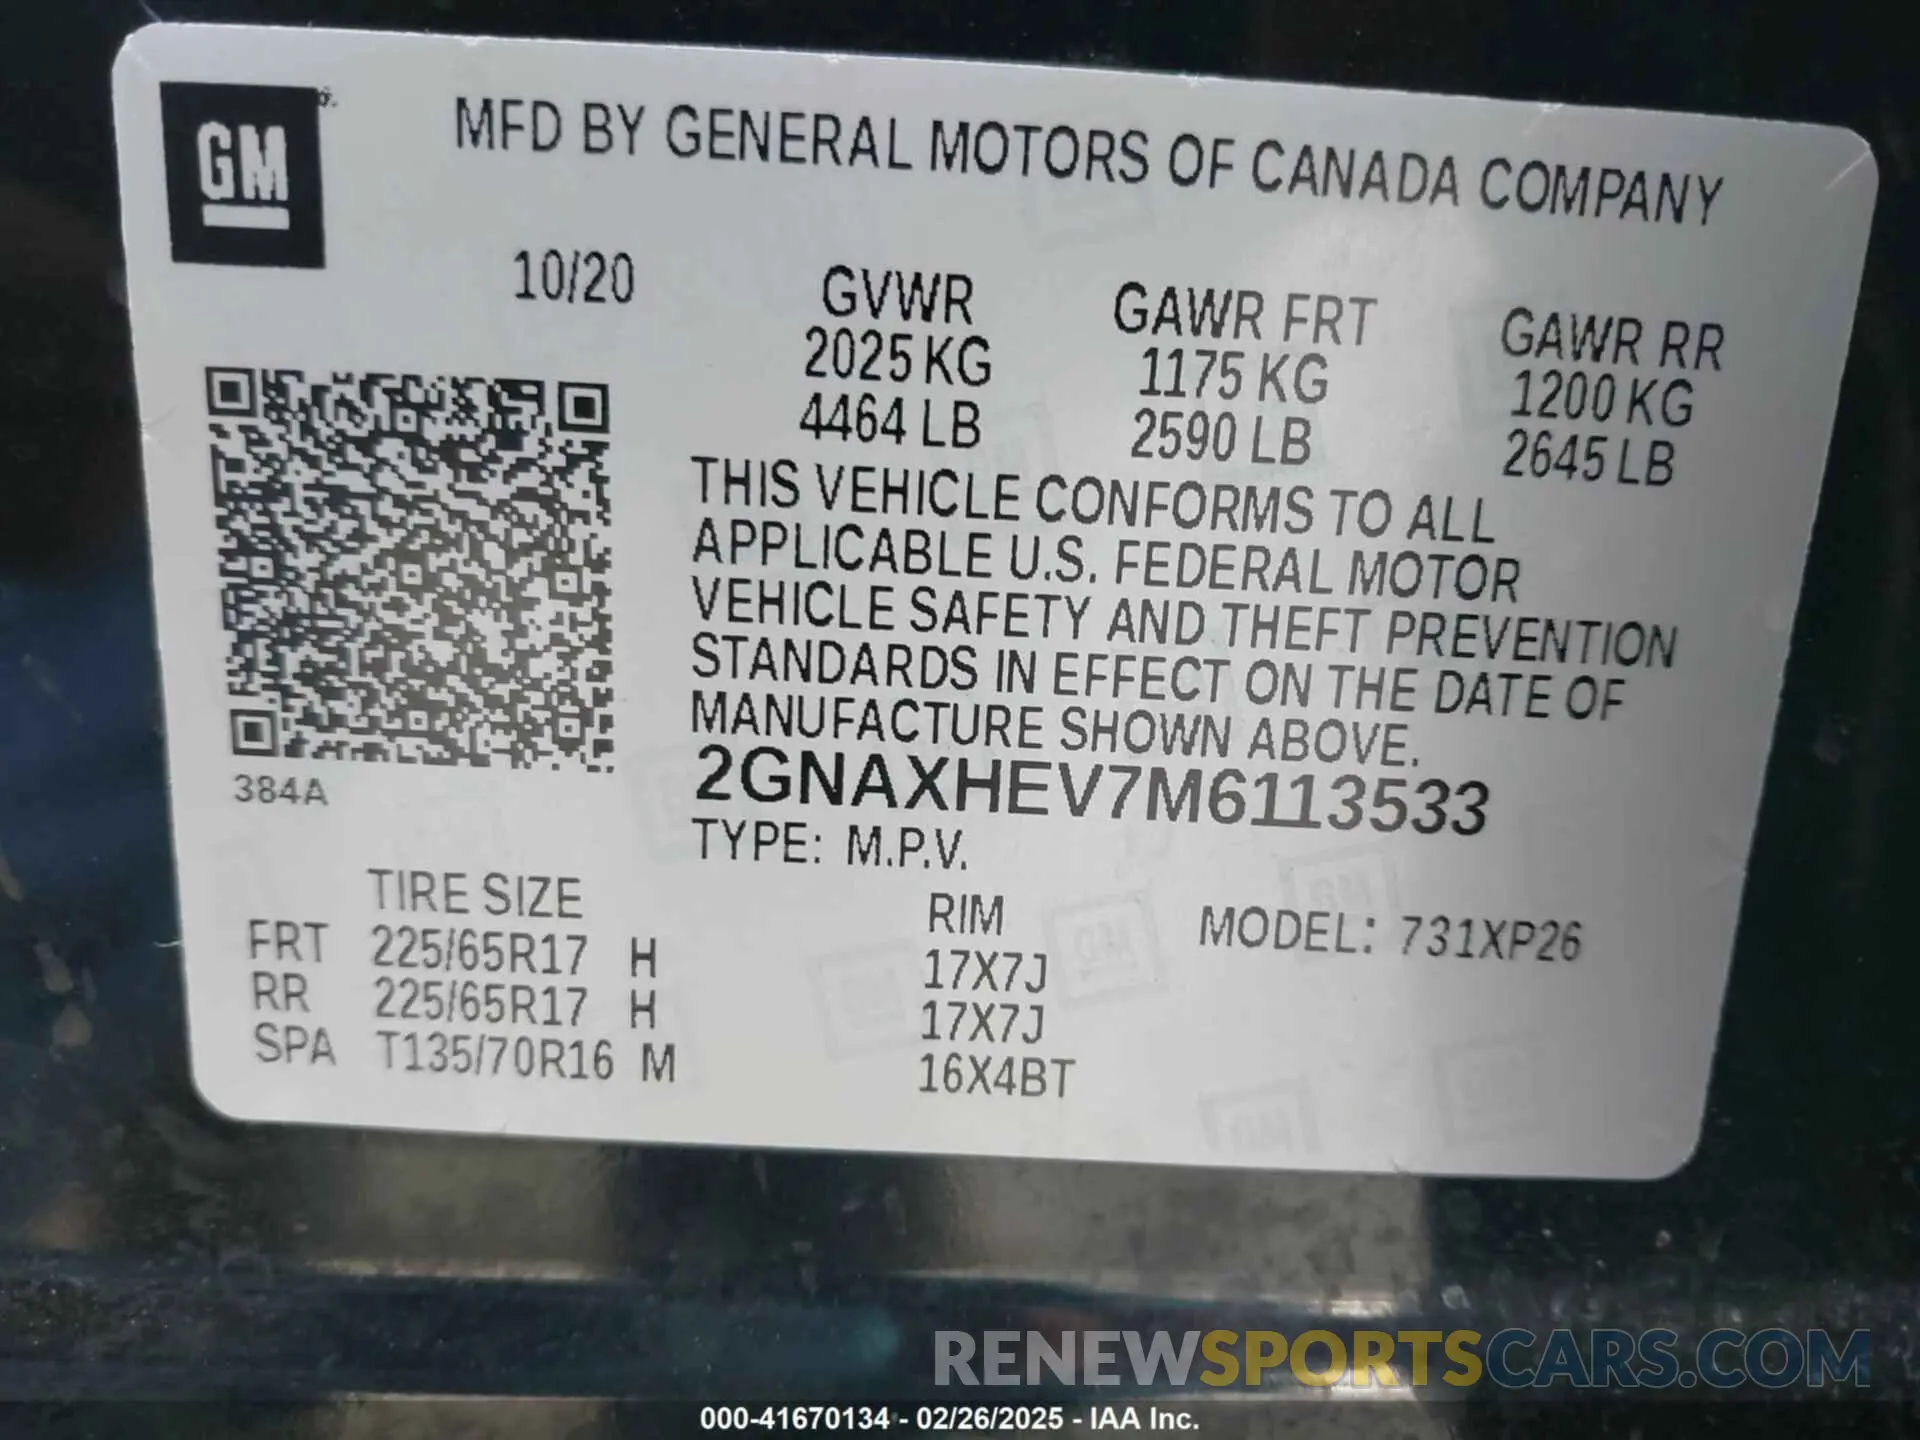 GM
MFD BY GENERAL MOTORS OF CANADA COMPANY
10/20
GVWR
2025 KG
4464 LB
GAWR FRT
1175 KG
2590 LB
GAWR RR
1200 KG
2645 LB
THIS VEHICLE CONFORMS TO ALL
APPLICABLE U.S. FEDERAL MOTOR
VEHICLE SAFETY AND THEFT PREVENTION
STANDARDS IN EFFECT ON THE DATE OF
MANUFACTURE SHOWN ABOVE.
2GNAXHEV7M6113533
TYPE: M.P.V.
384A
TIRE SIZE RIM MODEL: 731XP26
FRT 225/65R17 H 17X7J
RR 225/65R17 H 17X7J
SPA T135/70R16 M 16X4BT
RENEWSPORTSCARS.COM
000-41670134 - 02/26/2025 - IAA Inc.